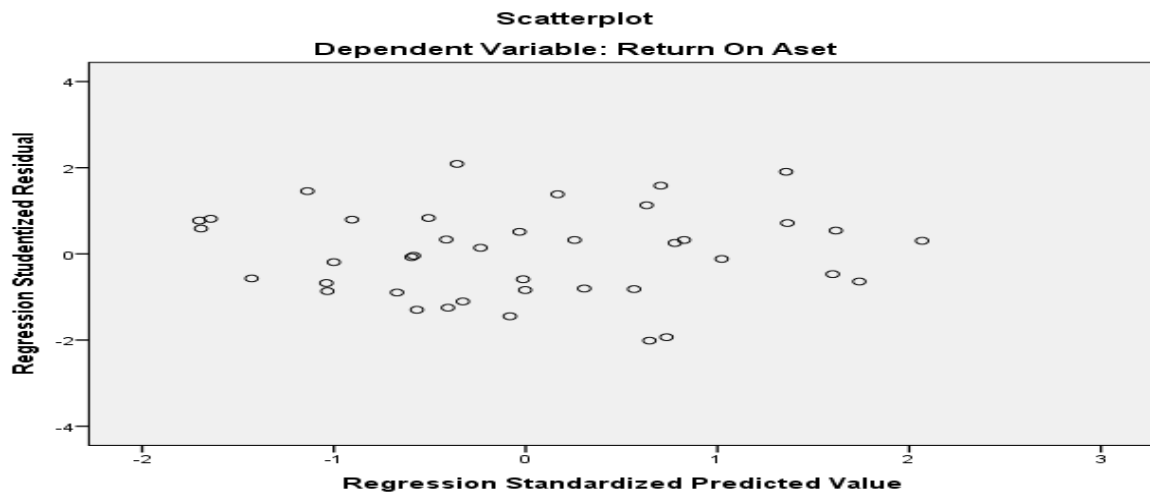 Scatterplot
Dependent Variable: Return On Aset
Regression Studentized Residual
4
2
0
-2
-4
-2 -1 0 1 2 3
Regression Standardized Predicted Value